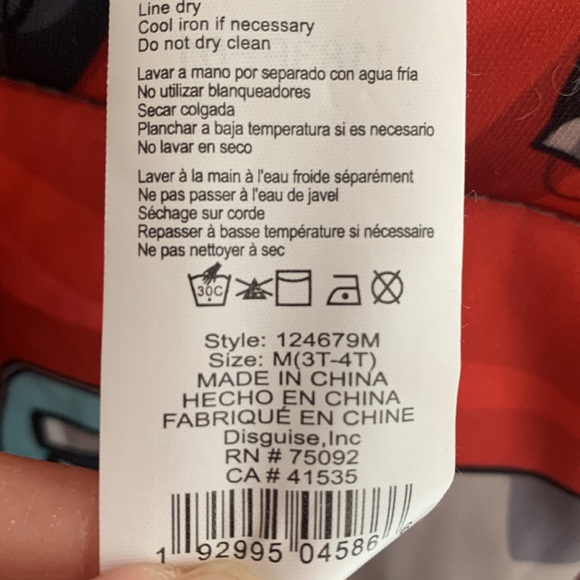 Line dry
Cool iron if necessary
Do not dry clean
Lavar a mano por separado con agua fría
No utilizar blanqueadores
Secar colgada
Planchar a baja temperatura si es necesario
No lavar en seco
Laver à la main à l'eau froide séparément
Ne pas passer à l'eau de javel
Séchage sur corde
Repasser à basse température si nécessaire
Ne pas nettoyer à sec
30C
Style: 124679M
Size: M(3T-4T)
MADE IN CHINA
HECHO EN CHINA
FABRIQUÉ EN CHINE
Disguise,Inc
RN # 75092
CA # 41535
1 92995 04586 6